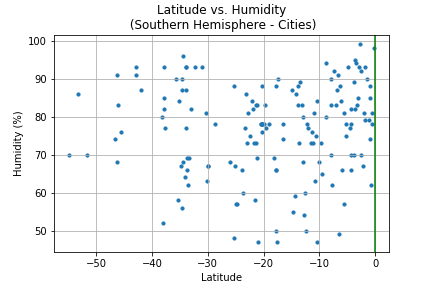 Latitude vs. Humidity
(Southern Hemisphere - Cities)
100
90
80
70
60
50
Humidity (%)
−50 −40 −30 −20 −10 0
Latitude